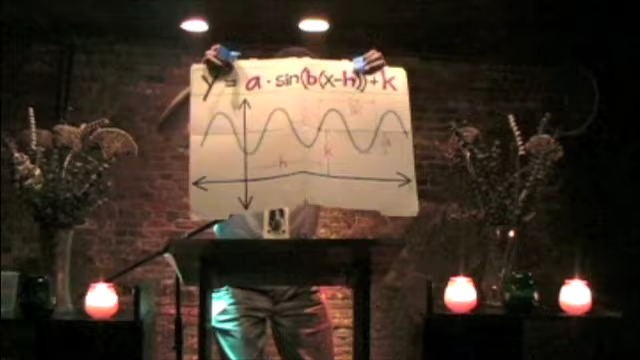 y = a · sin(b(x-h))+k
h
k